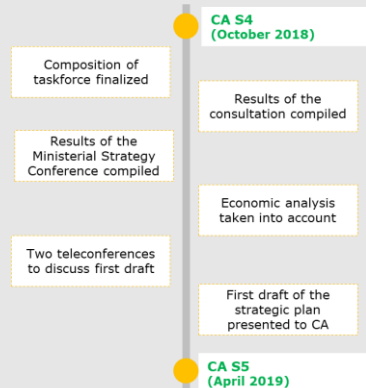 CA S4
(October 2018)
Composition of
taskforce finalized
Results of the
consultation compiled
Results of the
Ministerial Strategy
Conference compiled
Economic analysis
taken into account
Two teleconferences
to discuss first draft
First draft of the
strategic plan
presented to CA
CA S5
(April 2019)